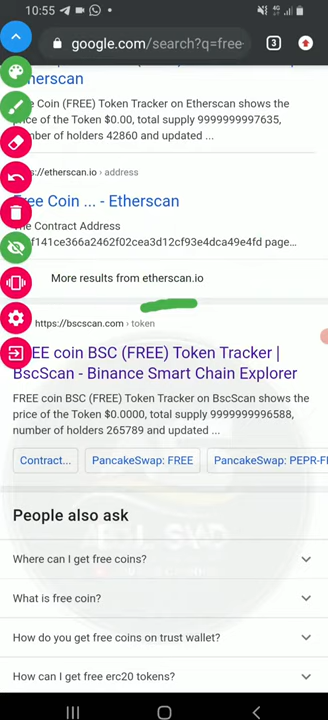 10:55
3
google.com/search?q=free
herscan
Coin (FREE) Token Tracker on Etherscan shows the
ce of the Token $0.00, total supply 9999999997635,
ber of holders 42860 and updated ...
://etherscan.io › address
ree Coin ... - Etherscan
e Contract Address
f141ce366a2462f02cea3d12cf93e4dca49e4fd page...
More results from etherscan.io
https://bscscan.com › token
EE coin BSC (FREE) Token Tracker |
BscScan - Binance Smart Chain Explorer
FREE coin BSC (FREE) Token Tracker on BscScan shows the
price of the Token $0.0000, total supply 9999999996588,
number of holders 265789 and updated ...
Contract... PancakeSwap: FREE PancakeSwap: PEPR-F
People also ask
Where can I get free coins?
What is free coin?
How do you get free coins on trust wallet?
How can I get free erc20 tokens?